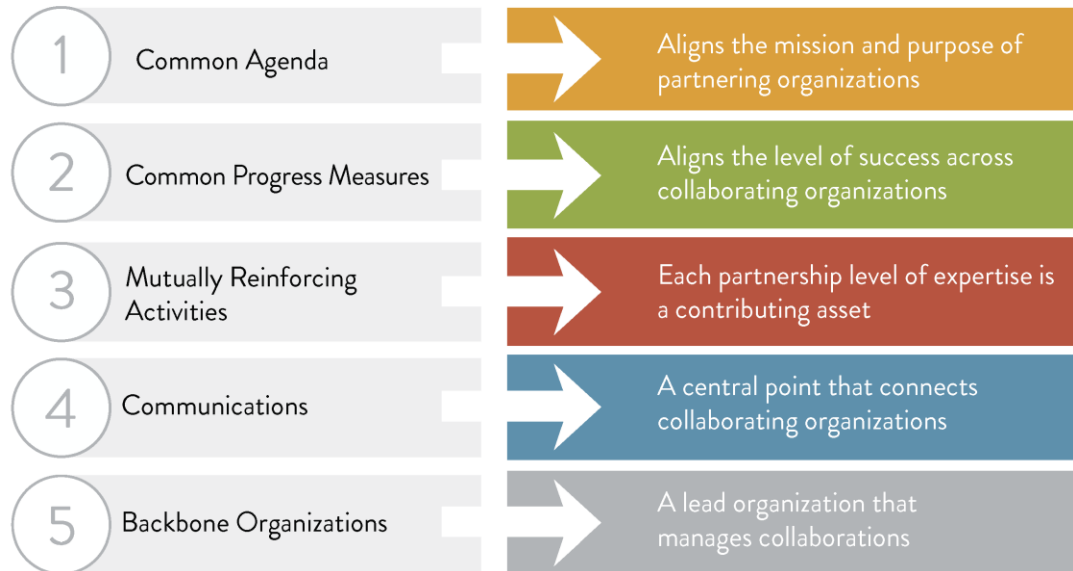 1
Common Agenda
Aligns the mission and purpose of
partnering organizations
2
Common Progress Measures
Aligns the level of success across
collaborating organizations
3
Mutually Reinforcing
Activities
Each partnership level of expertise is
a contributing asset
4
Communications
A central point that connects
collaborating organizations
5
Backbone Organizations
A lead organization that
manages collaborations